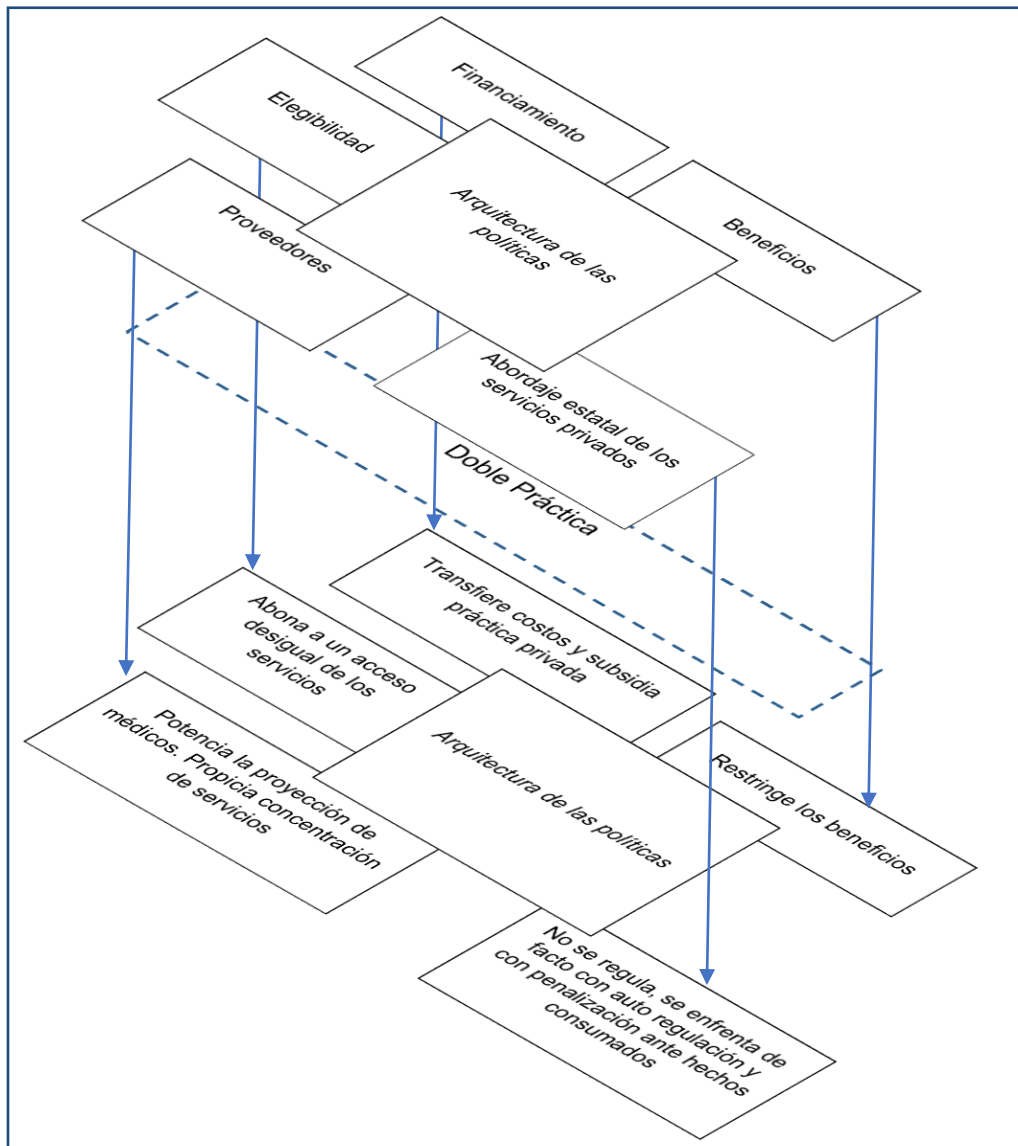 Financiamiento
Elegibilidad
Beneficios
Proveedores
Arquitectura de las
políticas
Abordaje estatal de los
servicios privados
Doble Práctica
Transfiere costos y subsidia
práctica privada
Abona a un acceso
desigual de los
servicios
Potencia la proyección de
médicos. Propicia concentración
de servicios
Arquitectura de las políticas
Restringe los beneficios
No se regula, se enfrenta de
facto con auto regulación y
con penalización ante hechos
consumados